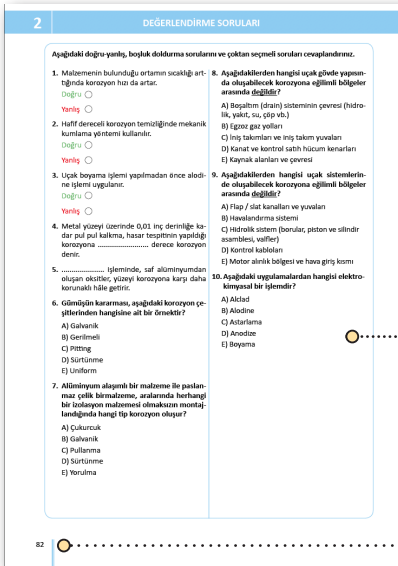 2
DEĞERLENDİRME SORULARI
Aşağıdaki doğru-yanlış, boşluk doldurma sorularını ve çoktan seçmeli soruları cevaplandırınız.
1. Malzemenin bulunduğu ortamın sıcaklığı art-
tığında korozyon hızı da artar.
Doğru
Yanlış
2. Hafif dereceli korozyon temizliğinde mekanik
kumlama yöntemi kullanılır.
Doğru
Yanlış
3. Uçak boyama işlemi yapılmadan önce alodi-
ne işlemi uygulanır.
Doğru
Yanlış
4. Metal yüzeyi üzerinde 0,01 inç derinliğe ka-
dar pul pul kalkma, hasar tespitinin yapıldığı
korozyona ........................ derece korozyon
denir.
5. .................... işleminde, saf alüminyumdan
oluşan oksitler, yüzeyi korozyona karşı daha
korunaklı hâle getirir.
6. Gümüşün kararması, aşağıdaki korozyon çe-
şitlerinden hangisine ait bir örnektir?
A) Galvanik
B) Gerilmeli
C) Pitting
D) Sürtünme
E) Uniform
7. Alüminyum alaşımlı bir malzeme ile paslan-
maz çelik birmalzeme, aralarında herhangi
bir izolasyon malzemesi olmaksızın montaj-
landığında hangi tip korozyon oluşur?
A) Çukurcuk
B) Galvanik
C) Pullanma
D) Sürtünme
E) Yorulma
8. Aşağıdakilerden hangisi uçak gövde yapısın-
da oluşabilecek korozyona eğilimli bölgeler
arasında değildir?
A) Boşaltım (drain) sisteminin çevresi (hidro-
lik, yakıt, su, çöp vb.)
B) Egzoz gaz yolları
C) İniş takımları ve iniş takım yuvaları
D) Kanat ve kontrol satıh hücum kenarları
E) Kaynak alanları ve çevresi
9. Aşağıdakilerden hangisi uçak sistemlerin-
de oluşabilecek korozyona eğilimli bölgeler
arasında değildir?
A) Flap / slat kanalları ve yuvaları
B) Havalandırma sistemi
C) Hidrolik sistem (borular, piston ve silindir
asamblesi, valfler)
D) Kontrol kabloları
E) Motor alınlık bölgesi ve hava giriş kısmı
10. Aşağıdaki uygulamalardan hangisi elektro-
kimyasal bir işlemdir?
A) Alclad
B) Alodine
C) Astarlama
D) Anodize
E) Boyama
82